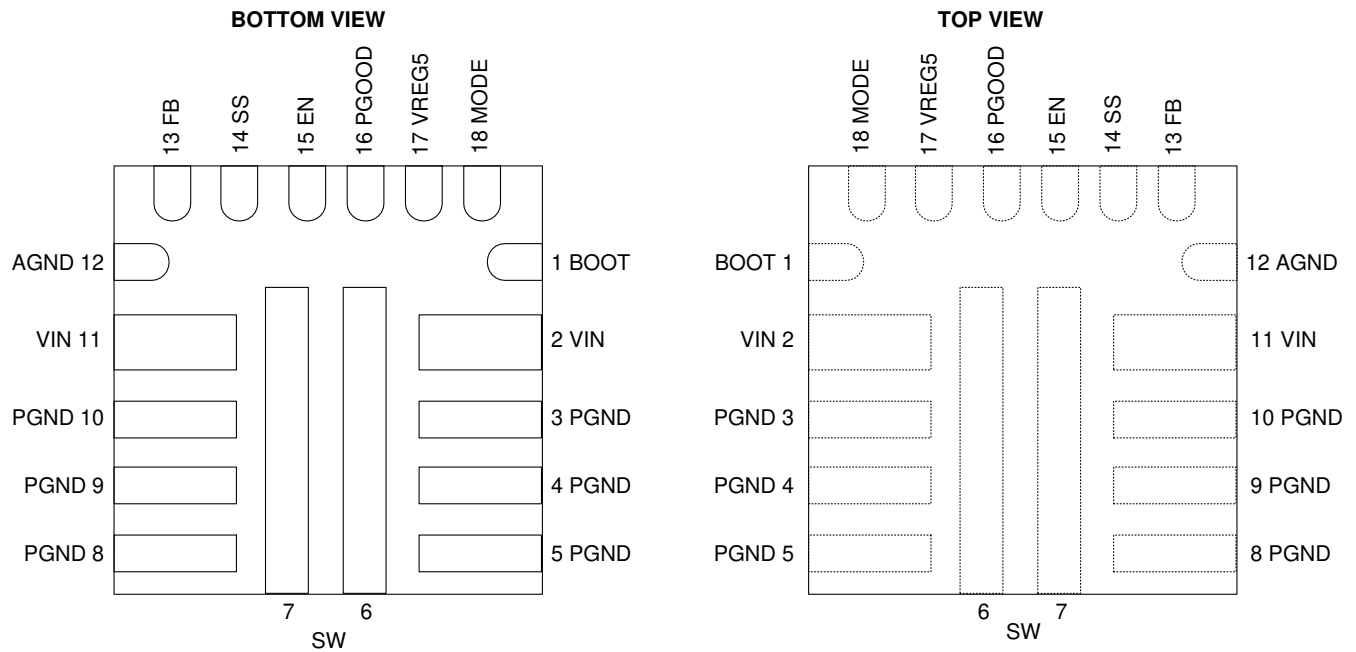 BOTTOM VIEW
13 FB
14 SS
15 EN
16 PGOOD
17 VREG5
18 MODE
AGND 12
1 BOOT
VIN 11
2 VIN
PGND 10
3 PGND
PGND 9
4 PGND
PGND 8
5 PGND
7
6
SW
TOP VIEW
18 MODE
17 VREG5
16 PGOOD
15 EN
14 SS
13 FB
BOOT 1
12 AGND
VIN 2
11 VIN
PGND 3
10 PGND
PGND 4
9 PGND
PGND 5
8 PGND
6
7
SW